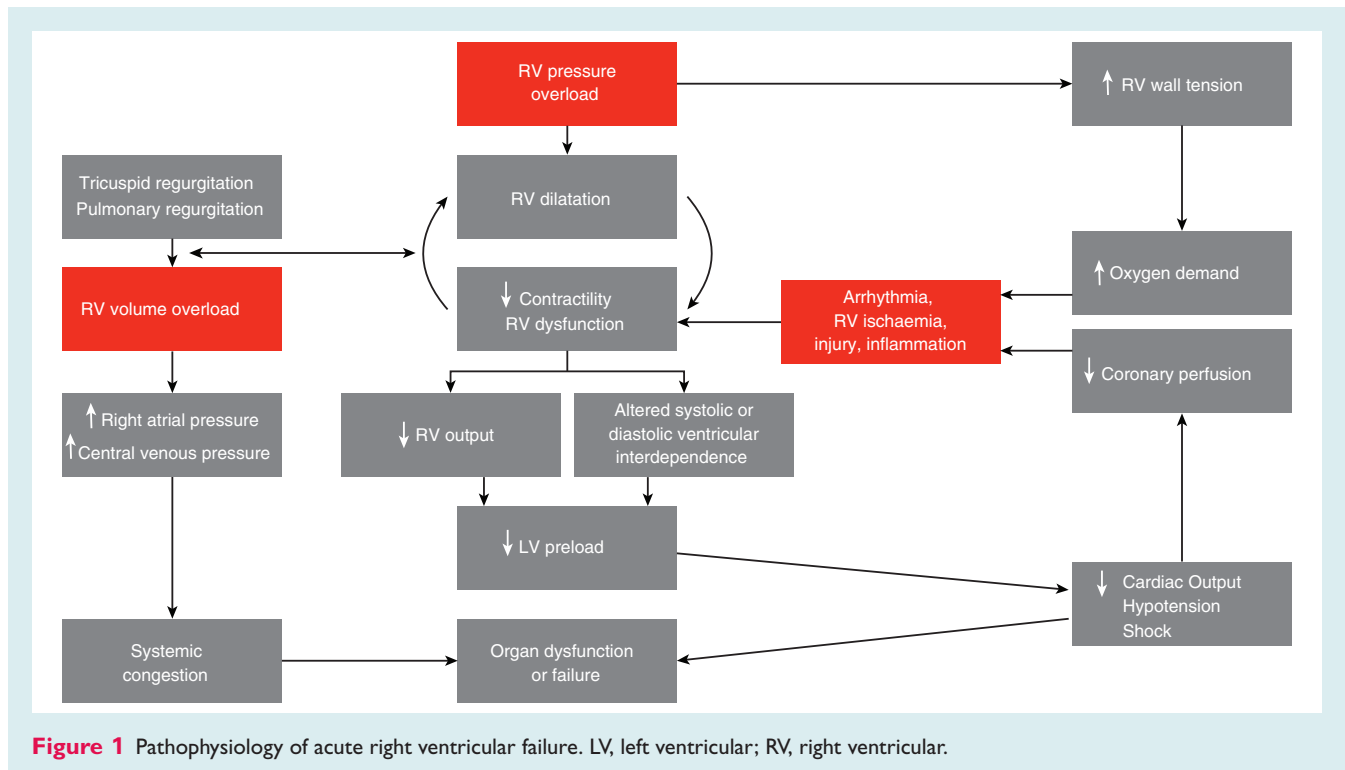 RV pressure
overload
↑ RV wall tension
Tricuspid regurgitation
Pulmonary regurgitation
RV dilatation
↑ Oxygen demand
RV volume overload
↓ Contractility
RV dysfunction
Arrhythmia,
RV ischaemia,
injury, inflammation
↓ Coronary perfusion
↑ Right atrial pressure
↑ Central venous pressure
↓ RV output
Altered systolic or
diastolic ventricular
interdependence
↓ LV preload
↓ Cardiac Output
Hypotension
Shock
Systemic
congestion
Organ dysfunction
or failure
Figure 1 Pathophysiology of acute right ventricular failure. LV, left ventricular; RV, right ventricular.